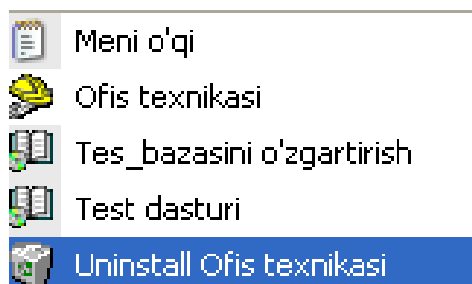 Meni o'qi
Ofis texnikasi
Tes_bazasini o'zgartirish
Test dasturi
Uninstall Ofis texnikasi